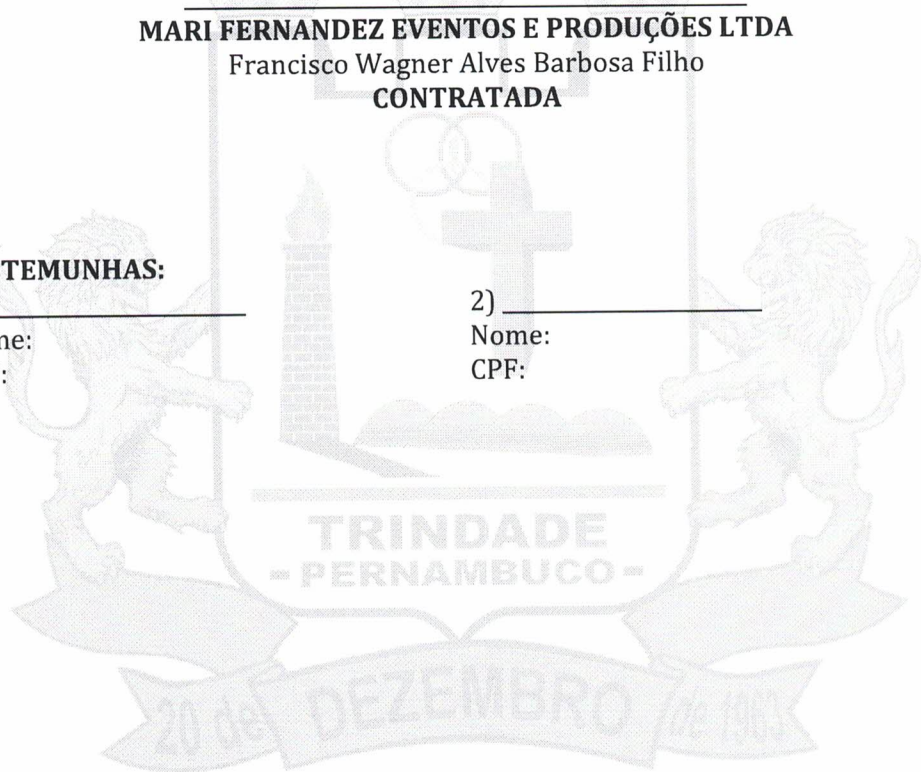 MARI FERNANDEZ EVENTOS E PRODUÇÕES LTDA
Francisco Wagner Alves Barbosa Filho
CONTRATADA
TEMUNHAS:
2)
ne:
:
Nome:
CPF:
TRINDADE
- PERNAMBUCO -
20 de DEZEMBRO de 1963